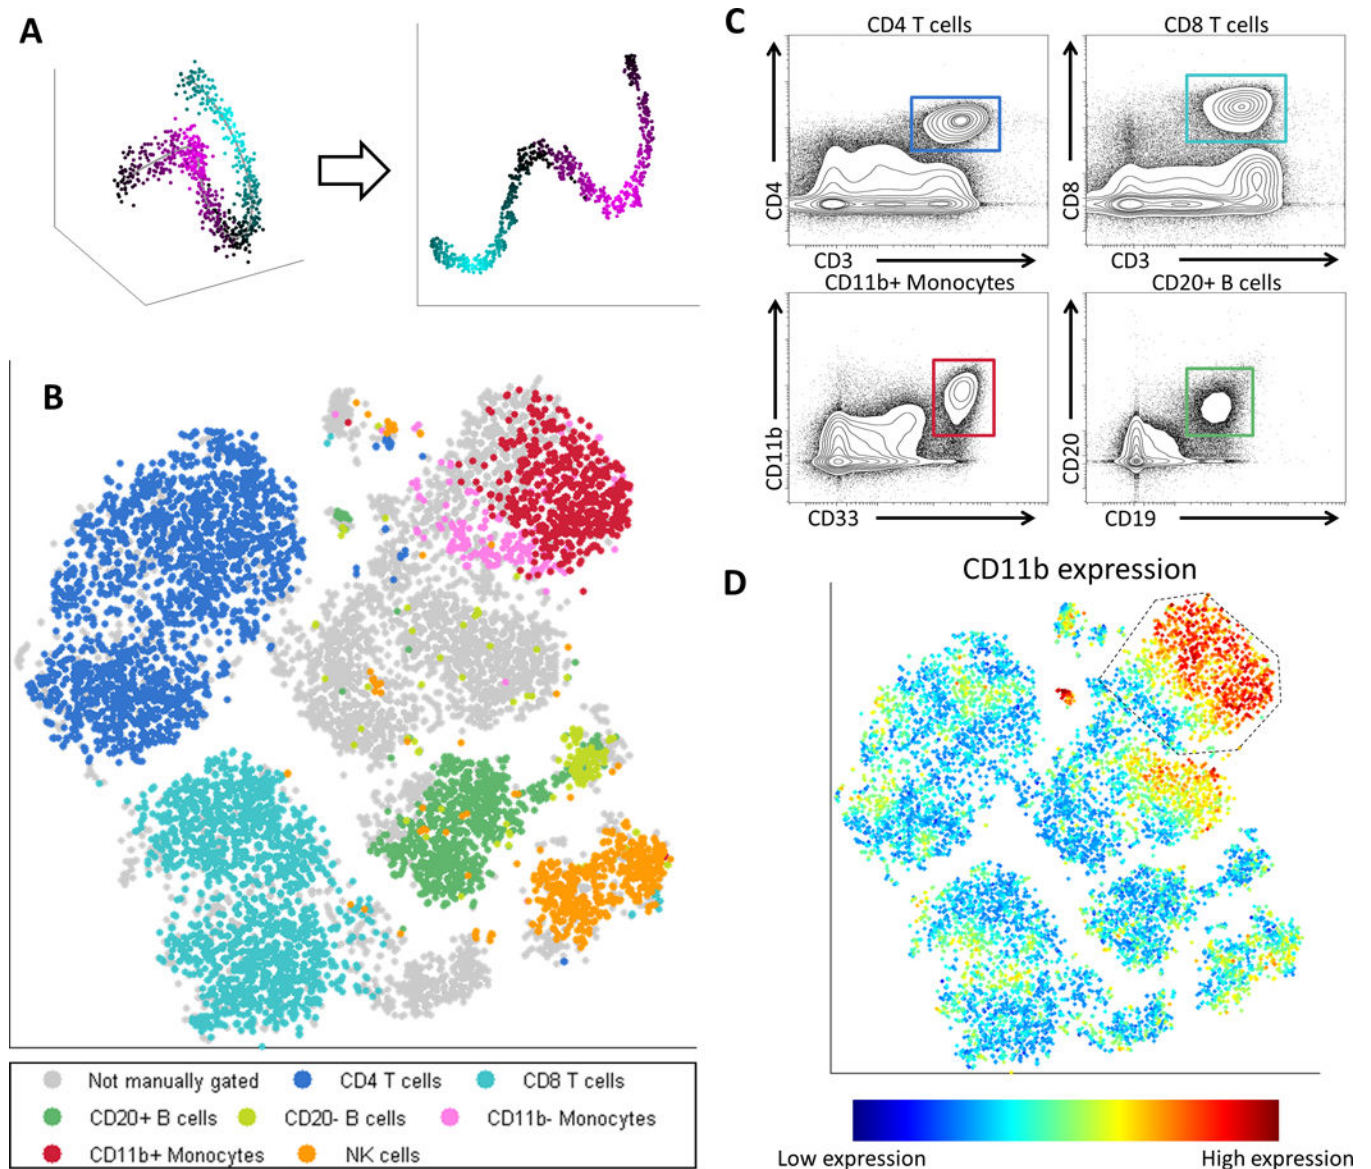 A
C
CD4 T cells
CD8 T cells
CD4
CD8
CD3
CD3
CD11b+ Monocytes
CD20+ B cells
CD11b
CD20
CD33
CD19
B
D
CD11b expression
Not manually gated
CD4 T cells
CD8 T cells
CD20+ B cells
CD20- B cells
CD11b- Monocytes
CD11b+ Monocytes
NK cells
Low expression
High expression